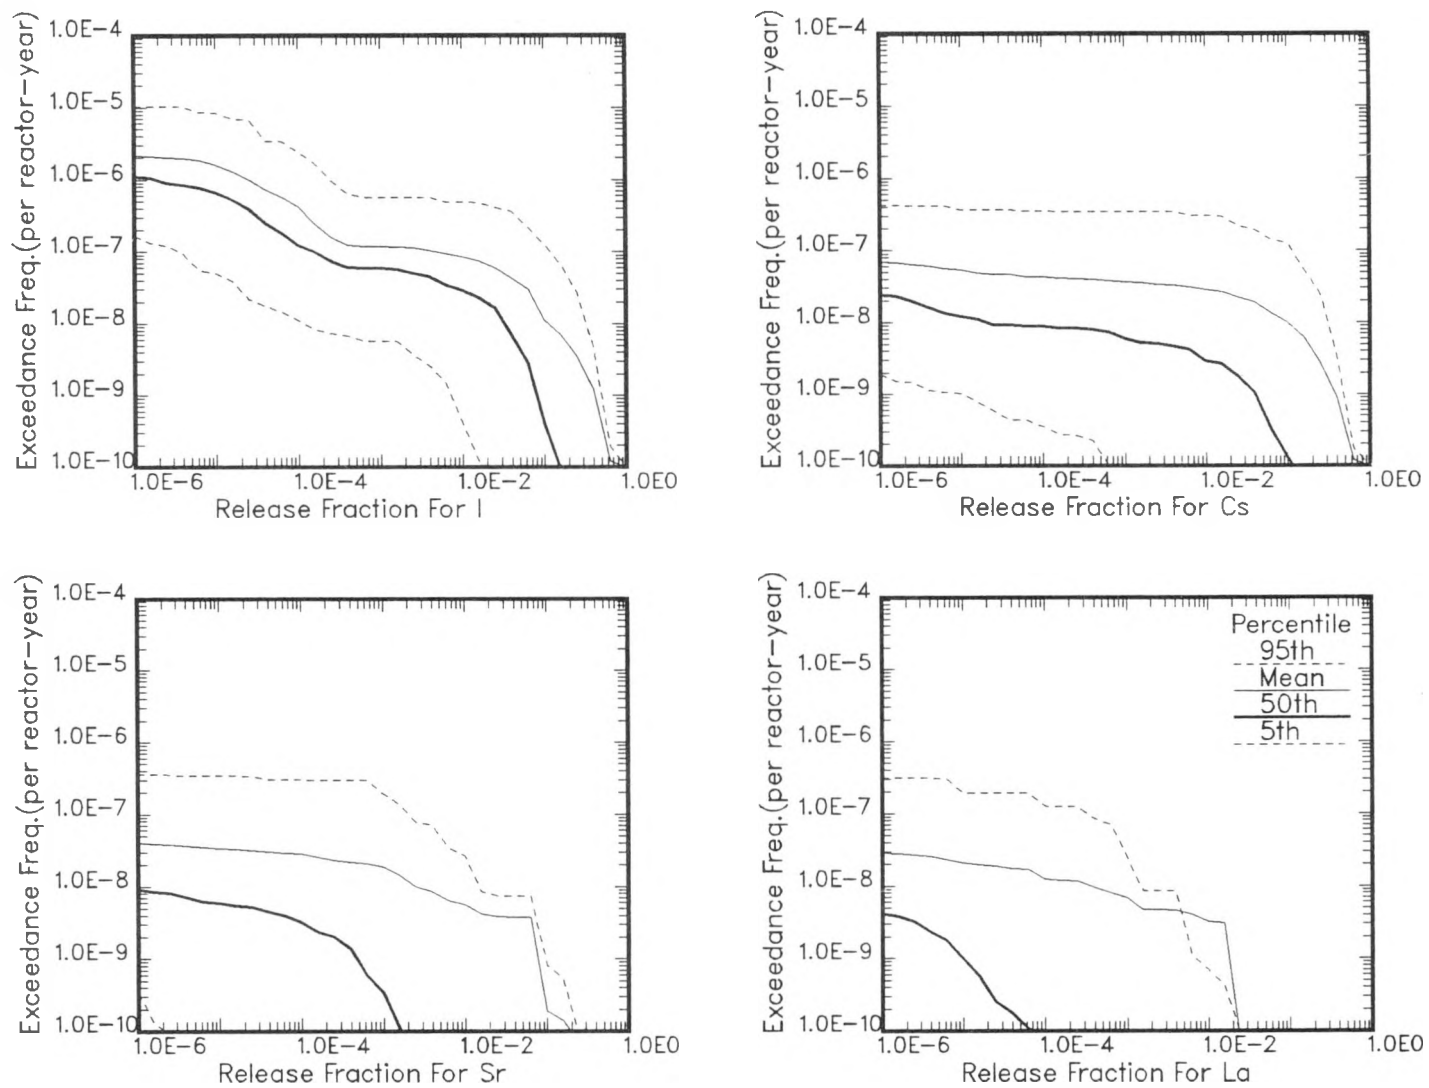 Exceedance Freq.(per reactor-year)
1.0E-4
1.0E-5
1.0E-6
1.0E-7
1.0E-8
1.0E-9
1.0E-10
1.0E-6
1.0E-4
1.0E-2
1.0E0
Release Fraction For I
Exceedance Freq.(per reactor-year)
1.0E-4
1.0E-5
1.0E-6
1.0E-7
1.0E-8
1.0E-9
1.0E-10
1.0E-6
1.0E-4
1.0E-2
1.0E0
Release Fraction For Cs
Exceedance Freq.(per reactor-year)
1.0E-4
1.0E-5
1.0E-6
1.0E-7
1.0E-8
1.0E-9
1.0E-10
1.0E-6
1.0E-4
1.0E-2
1.0E0
Release Fraction For Sr
Exceedance Freq.(per reactor-year)
1.0E-4
1.0E-5
1.0E-6
1.0E-7
1.0E-8
1.0E-9
1.0E-10
Percentile
95th
Mean
50th
5th
1.0E-6
1.0E-4
1.0E-2
1.0E0
Release Fraction For La